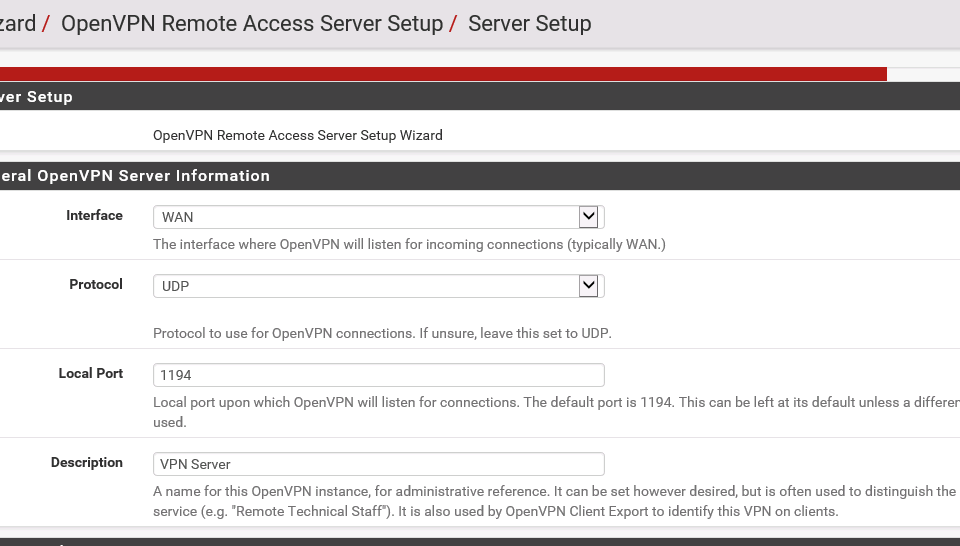 zard / OpenVPN Remote Access Server Setup / Server Setup
ver Setup
OpenVPN Remote Access Server Setup Wizard
eral OpenVPN Server Information
Interface
WAN
The interface where OpenVPN will listen for incoming connections (typically WAN.)
Protocol
UDP
Protocol to use for OpenVPN connections. If unsure, leave this set to UDP.
Local Port
1194
Local port upon which OpenVPN will listen for connections. The default port is 1194. This can be left at its default unless a differen
used.
Description
VPN Server
A name for this OpenVPN instance, for administrative reference. It can be set however desired, but is often used to distinguish the
service (e.g. "Remote Technical Staff"). It is also used by OpenVPN Client Export to identify this VPN on clients.